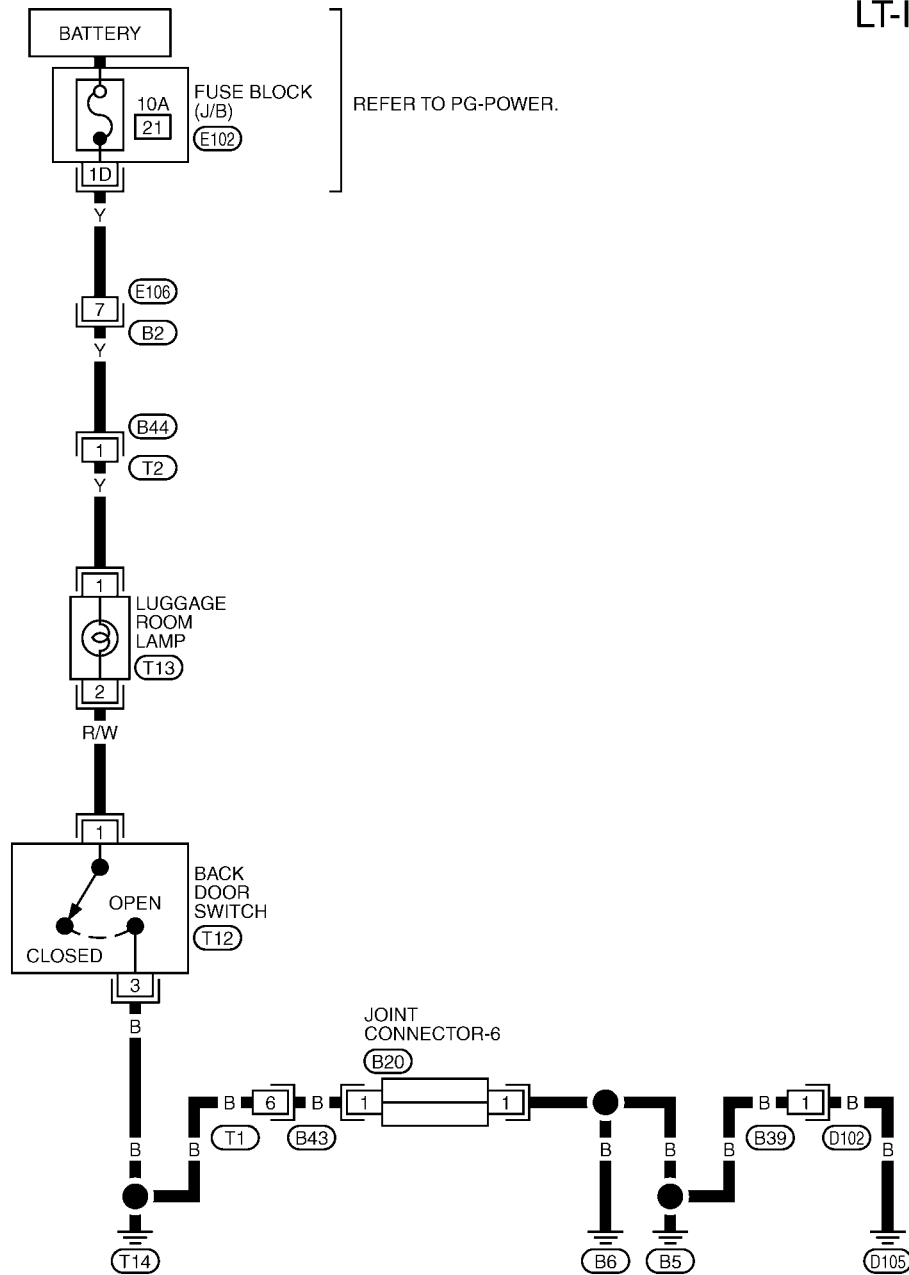 LT-I
BATTERY
FUSE BLOCK
(J/B)
10A
21
E102
REFER TO PG-POWER.
1D
Y
E106
7
B2
Y
B44
1
T2
Y
1
LUGGAGE
ROOM
LAMP
T13
2
R/W
1
BACK
DOOR
SWITCH
T12
OPEN
CLOSED
3
B
JOINT
CONNECTOR-6
B20
B 6 B 1 1 B 1 B
T1 B43 B39 D102
B B B B B B
T14 B6 B5 D105